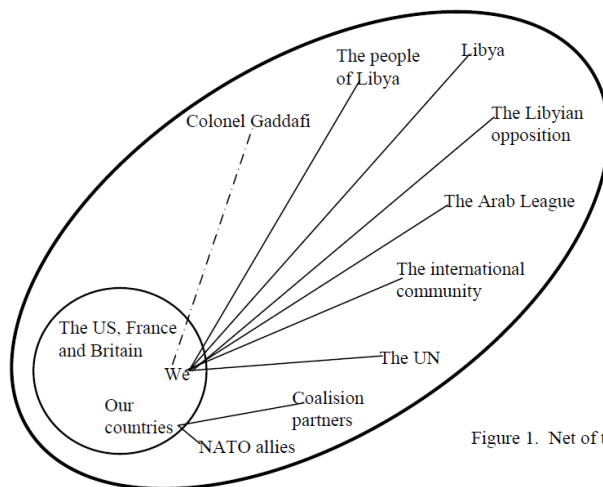 Libya
The people
of Libya
Colonel Gaddafi
The Libyian
opposition
The Arab League
The international
community
The US, France
and Britain
The UN
We
Our
countries
Coalision
partners
NATO allies
Figure 1. Net of t